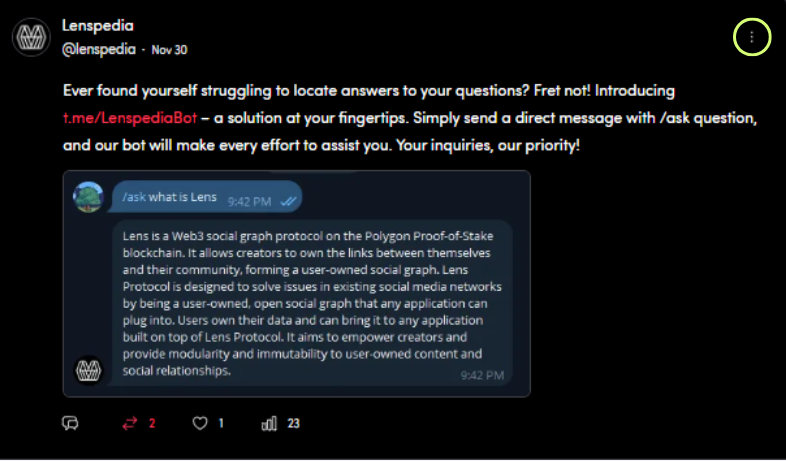 Lenspedia
@lenspedia · Nov 30
Ever found yourself struggling to locate answers to your questions? Fret not! Introducing
t.me/LenspediaBot – a solution at your fingertips. Simply send a direct message with /ask question,
and our bot will make every effort to assist you. Your inquiries, our priority!
/ask what is Lens 9:42 PM
Lens is a Web3 social graph protocol on the Polygon Proof-of-Stake
blockchain. It allows creators to own the links between themselves
and their community, forming a user-owned social graph. Lens
Protocol is designed to solve issues in existing social media networks
by being a user-owned, open social graph that any application can
plug into. Users own their data and can bring it to any application
built on top of Lens Protocol. It aims to empower creators and
provide modularity and immutability to user-owned content and
social relationships.
9:42 PM
2 1 23